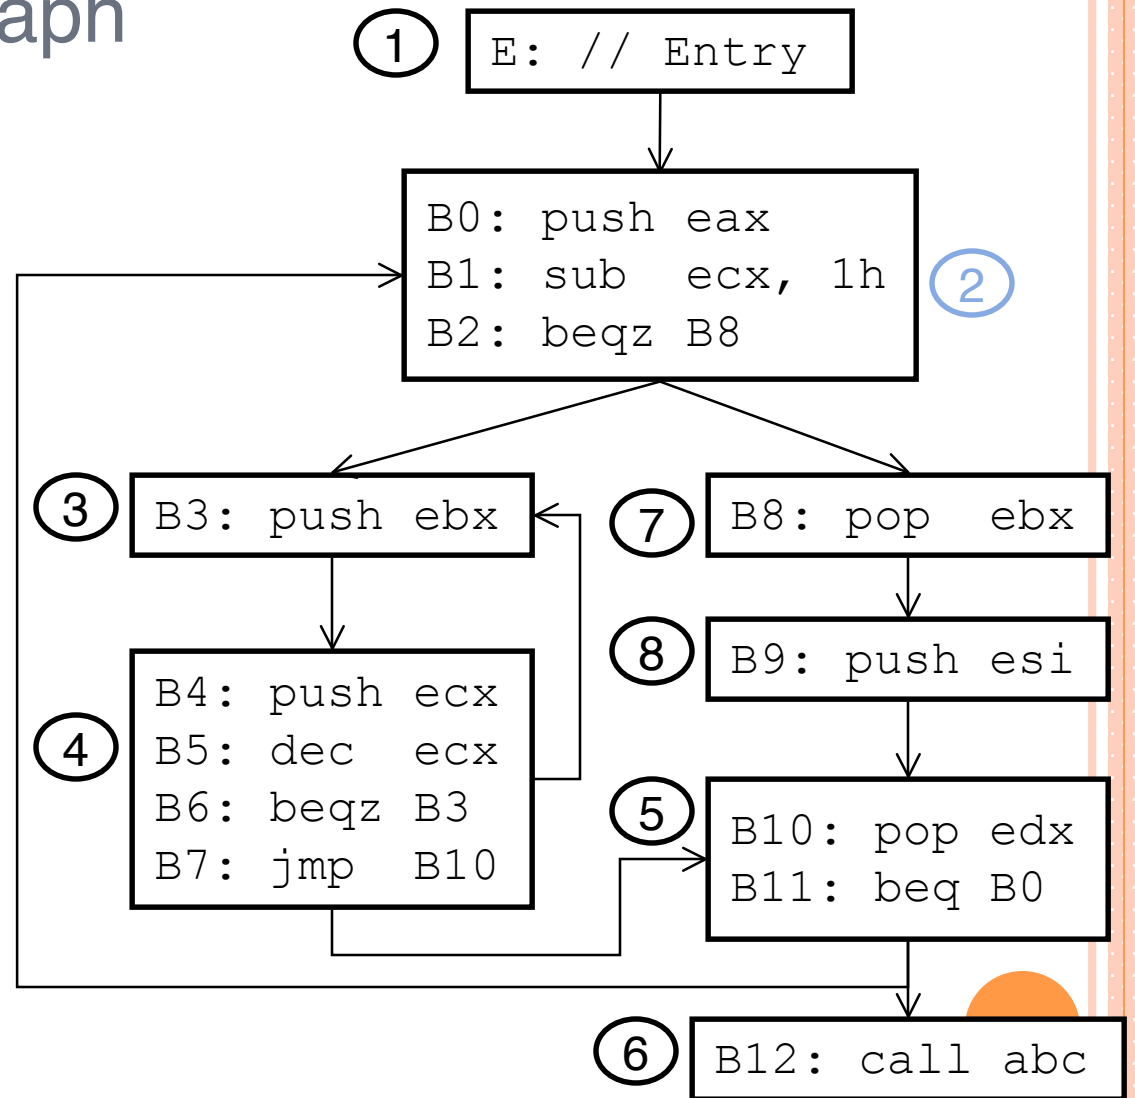 1
E: // Entry
B0: push eax
B1: sub ecx, 1h
B2: beqz B8
2
3
B3: push ebx
7
B8: pop ebx
8
B9: push esi
4
B4: push ecx
B5: dec ecx
B6: beqz B3
B7: jmp B10
5
B10: pop edx
B11: beq B0
6
B12: call abc